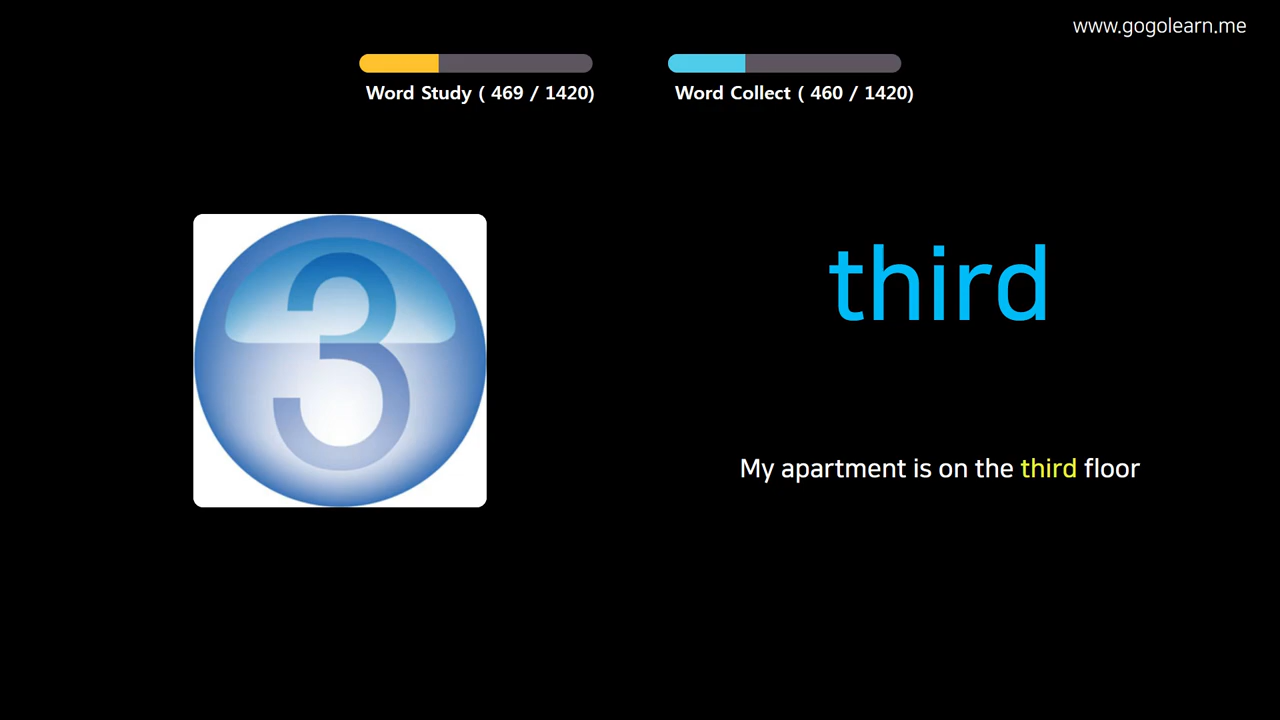 www.gogolearn.me
Word Study ( 469 / 1420)
Word Collect ( 460 / 1420)
3
third
My apartment is on the third floor